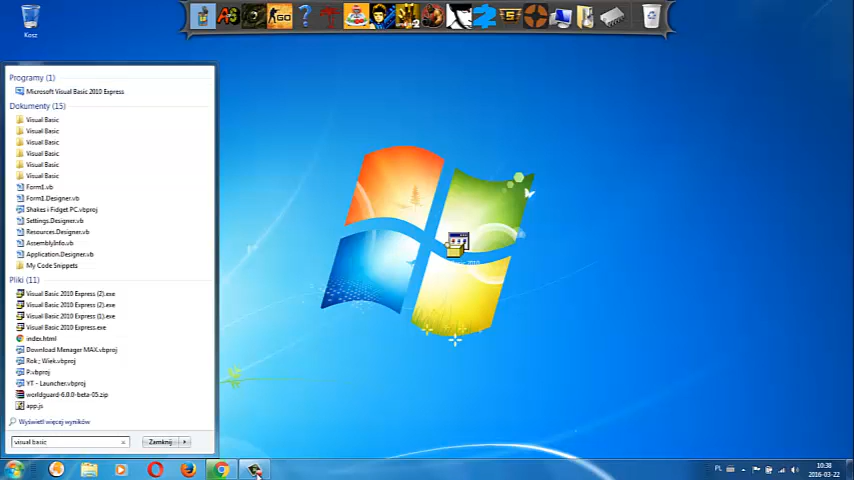 Kosz
Programy (1)
Microsoft Visual Basic 2010 Express
Dokumenty (15)
Visual Basic
Visual Basic
Visual Basic
Visual Basic
Visual Basic
Visual Basic
Form1.vb
Form1.Designer.vb
Shakes i Fidget PC.vbproj
Settings.Designer.vb
Resources.Designer.vb
AssemblyInfo.vb
Application.Designer.vb
My Code Snippets
Pliki (11)
Visual Basic 2010 Express (2).exe
Visual Basic 2010 Express (2).exe
Visual Basic 2010 Express (1).exe
Visual Basic 2010 Express.exe
index.html
Download Menager MAX.vbproj
Rok ; Wiek.vbproj
P.vbproj
YT - Launcher.vbproj
worldguard-6.0.0-beta-05.zip
app.js
Wyświetl więcej wyników
visual basic
Zamknij
PL
10:38
2016-03-22